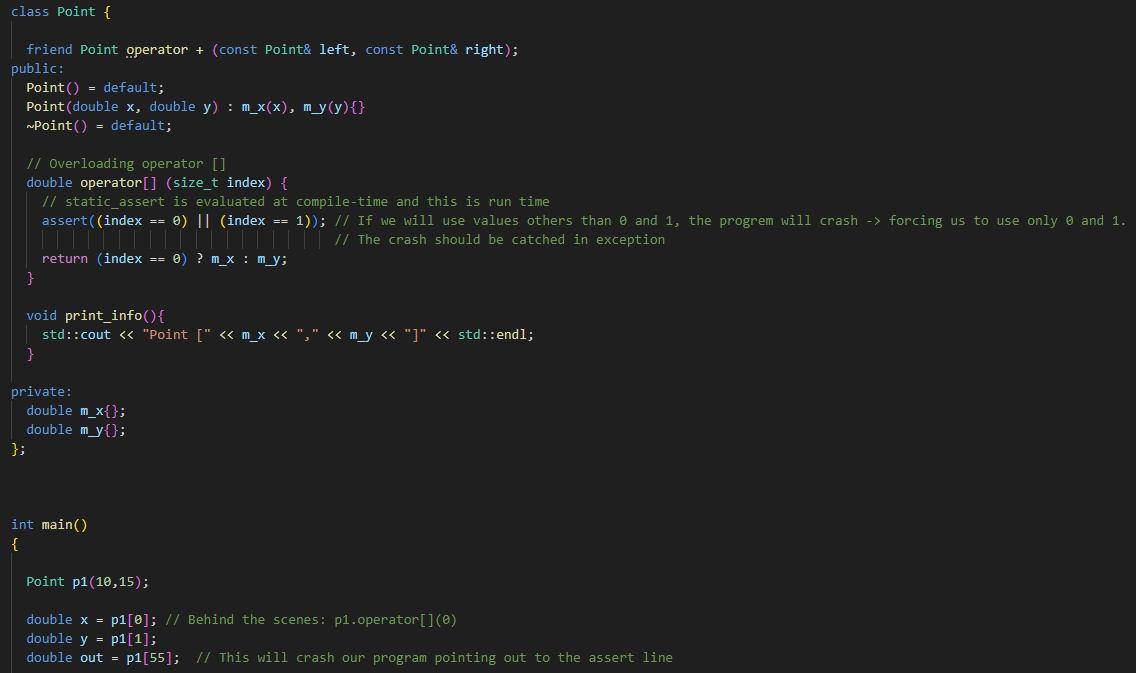 class Point {
friend Point operator + (const Point& left, const Point& right);
public:
Point() = default;
Point(double x, double y) : m_x(x), m_y(y){}
~Point() = default;
// Overloading operator []
double operator[] (size_t index) {
// static_assert is evaluated at compile-time and this is run time
assert((index == 0) || (index == 1)); // If we will use values others than 0 and 1, the progrem will crash -> forcing us to use only 0 and 1.
// The crash should be catched in exception
return (index == 0) ? m_x : m_y;
}
void print_info(){
std::cout << "Point [" << m_x << "," << m_y << "]" << std::endl;
}
private:
double m_x{};
double m_y{};
};
int main()
{
Point p1(10,15);
double x = p1[0]; // Behind the scenes: p1.operator[](0)
double y = p1[1];
double out = p1[55];  // This will crash our program pointing out to the assert line